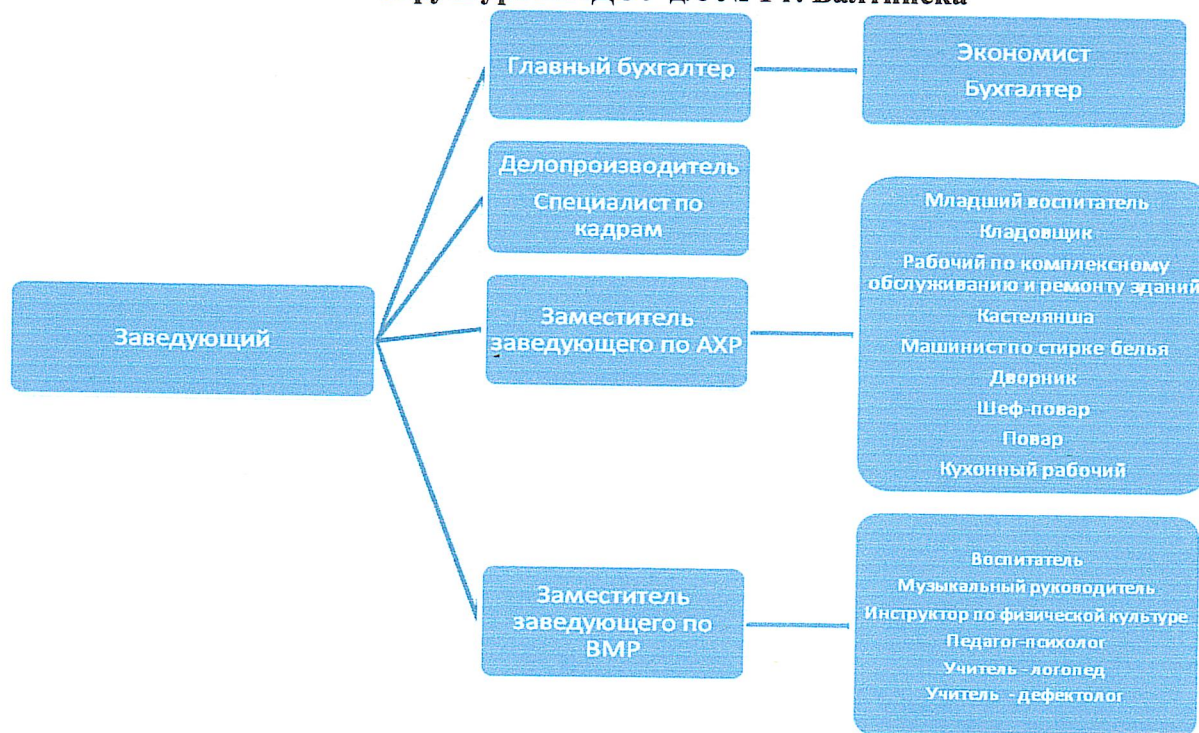 г. Балтийска
Главный бухгалтер
Экономист
Бухгалтер
Делопроизводитель
Специалист по
кадрам
Заведующий
Заместитель
заведующего по АХР
Младший воспитатель
Кладовщик
Рабочий по комплексному
обслуживанию и ремонту зданий
Кастелянша
Машинист по стирке белья
Дворник
Шеф-повар
Повар
Кухонный рабочий
Заместитель
заведующего по
ВМР
Воспитатель
Музыкальный руководитель
Инструктор по физической культуре
Педагог-психолог
Учитель - логопед
Учитель - дефектолог